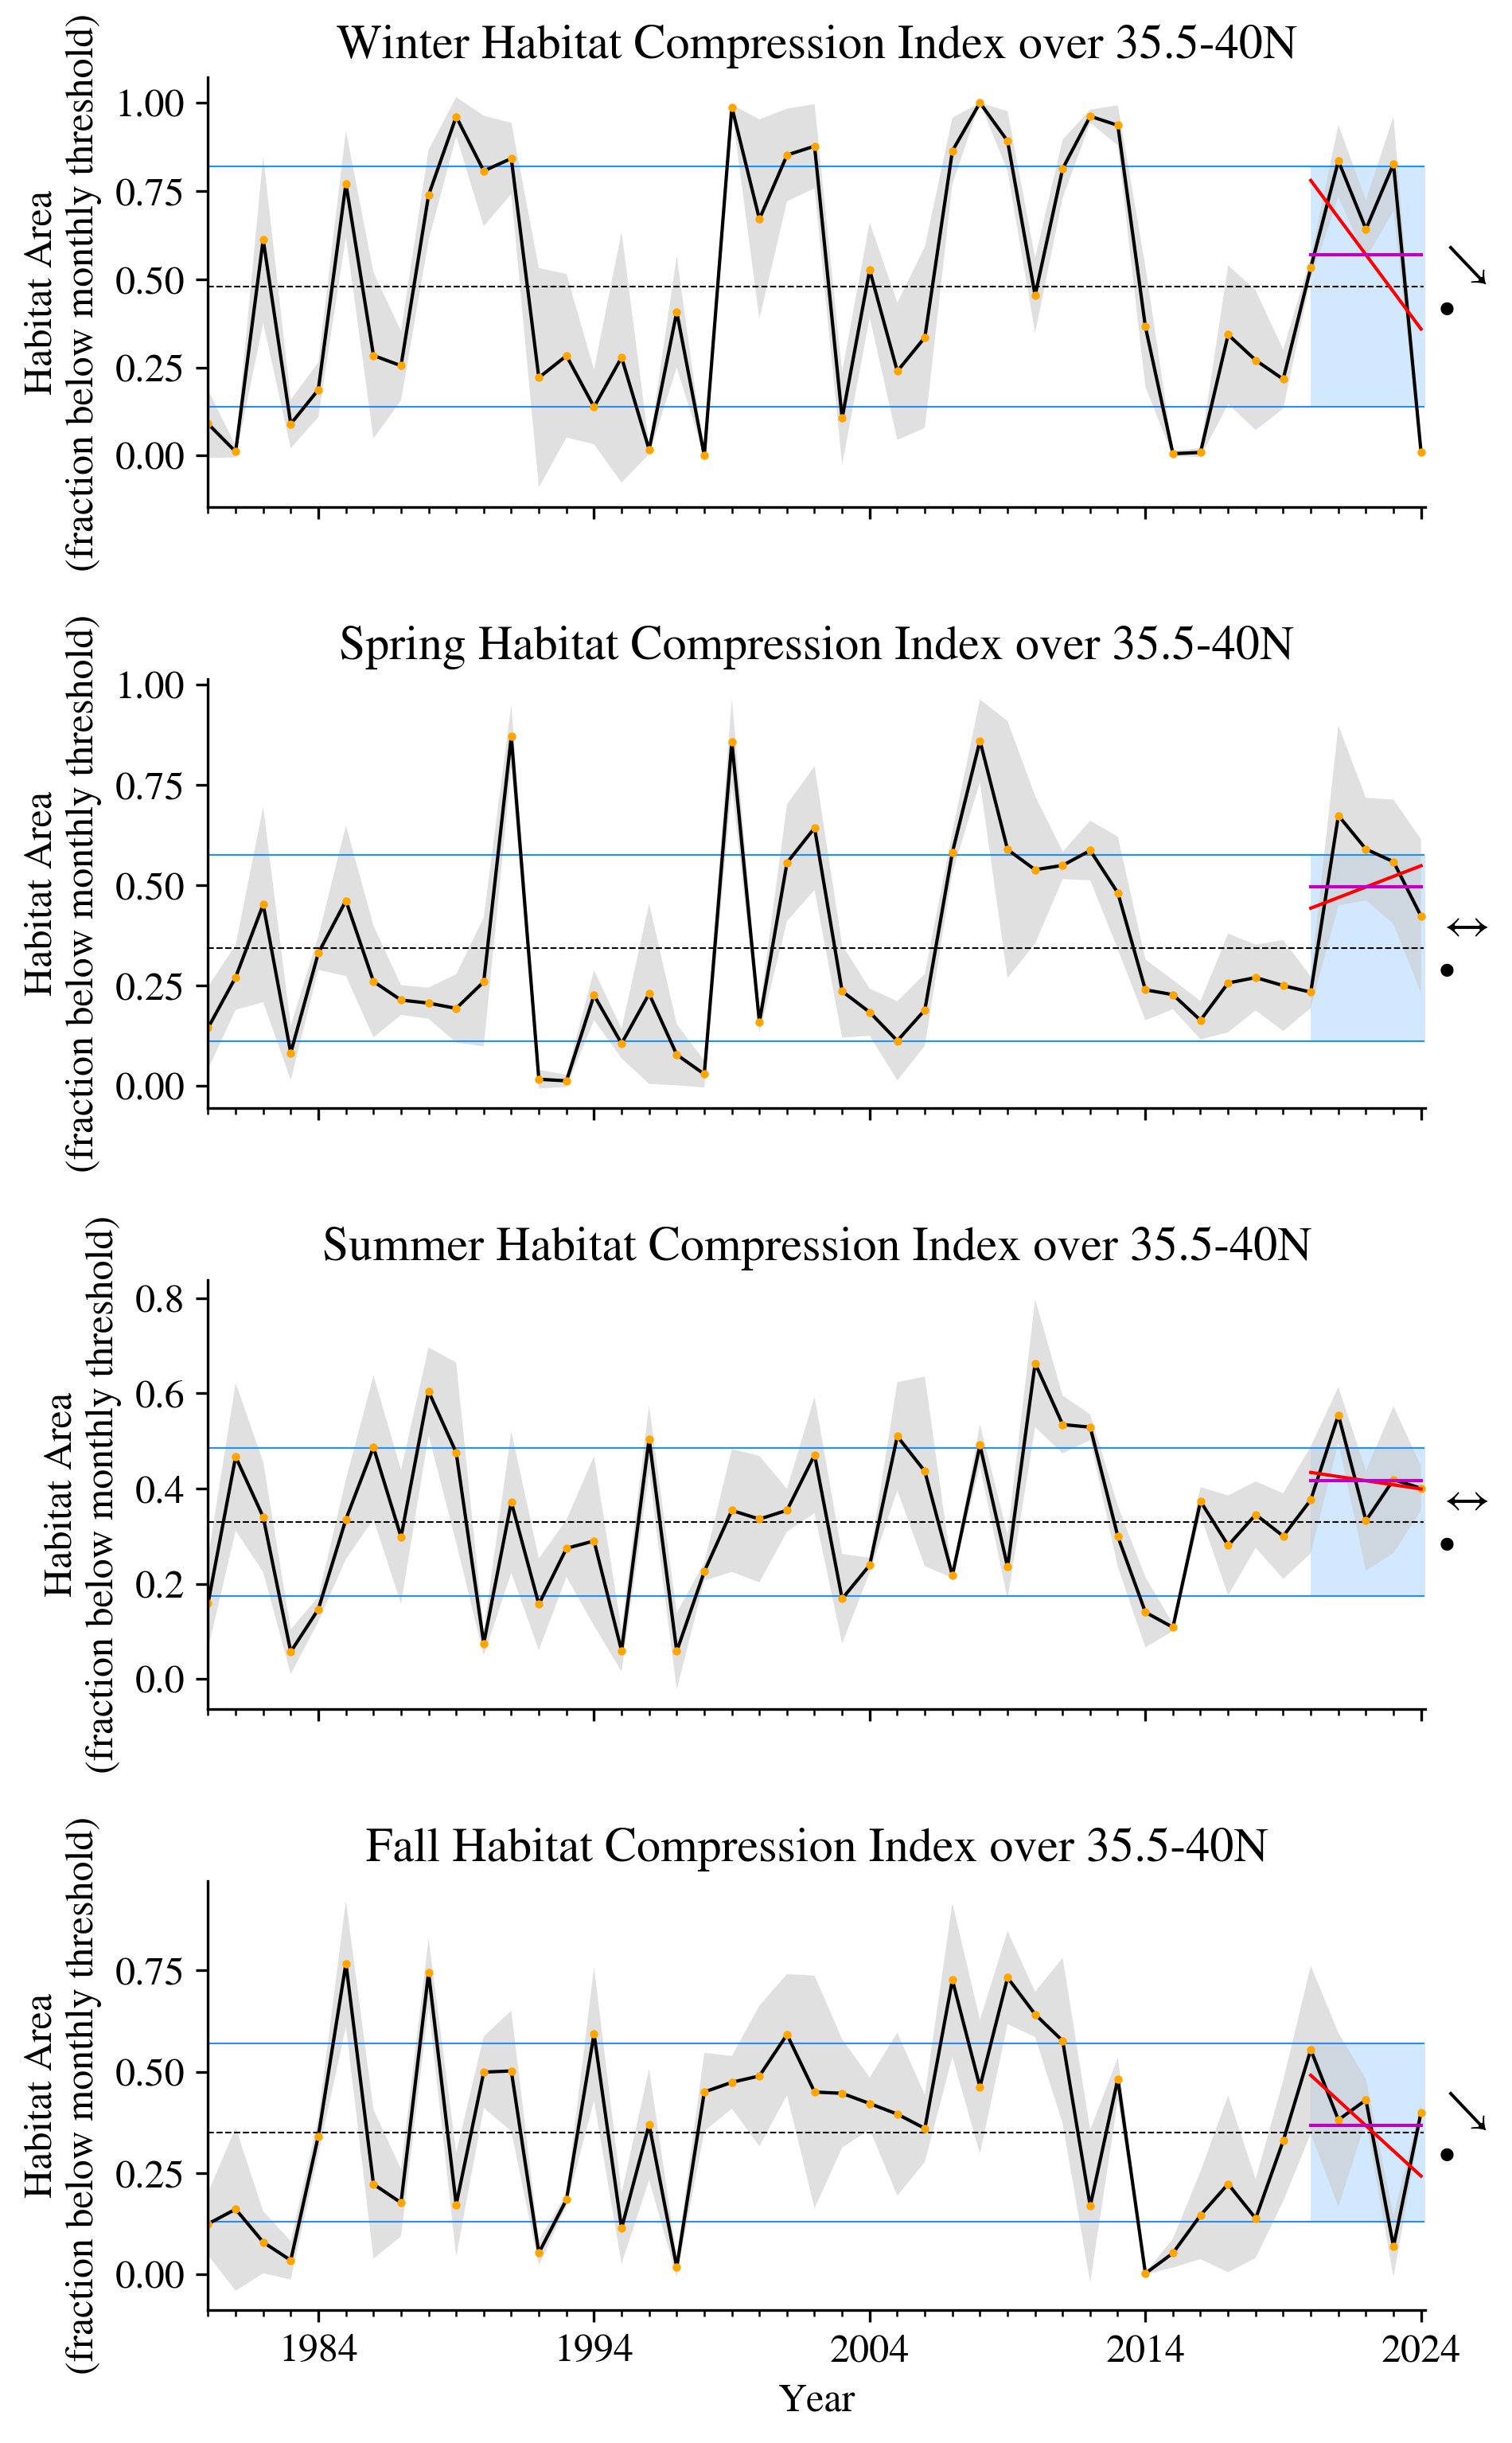 Winter Habitat Compression Index over 35.5-40N
Habitat Area
(fraction below monthly threshold)
1.00
0.75
0.50
0.25
0.00
Spring Habitat Compression Index over 35.5-40N
Habitat Area
(fraction below monthly threshold)
1.00
0.75
0.50
0.25
0.00
Summer Habitat Compression Index over 35.5-40N
Habitat Area
(fraction below monthly threshold)
0.8
0.6
0.4
0.2
0.0
Fall Habitat Compression Index over 35.5-40N
Habitat Area
(fraction below monthly threshold)
0.75
0.50
0.25
0.00
1984 1994 2004 2014 2024
Year